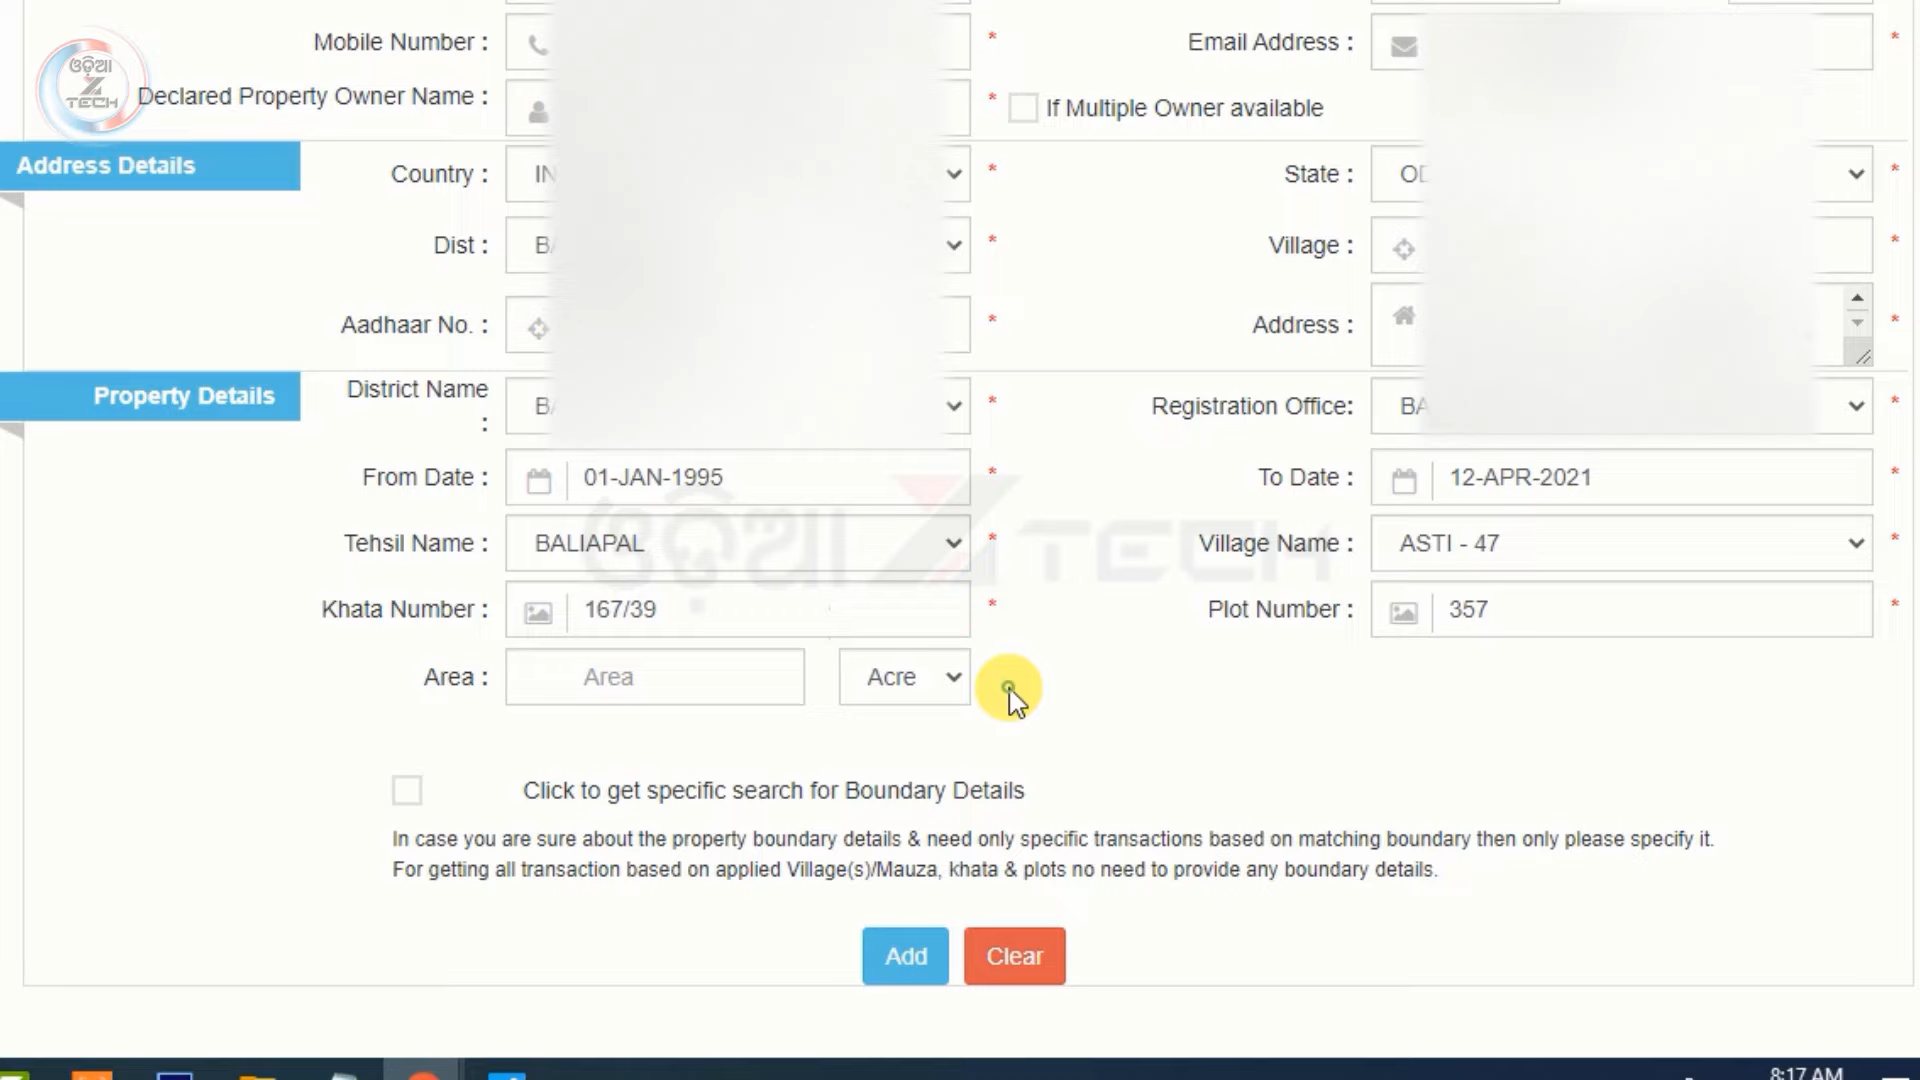 Mobile Number :
*
Email Address :
*
ଓଡ଼ିଆ
Z
TECH
Declared Property Owner Name :
*
If Multiple Owner available
Address Details
Country :
IN
*
State :
OD
*
Dist :
BA
*
Village :
*
Aadhaar No. :
*
Address :
*
Property Details
District Name
:
BA
*
Registration Office:
BA
*
From Date :
01-JAN-1995
*
To Date :
12-APR-2021
*
ଓଡ଼ିଆ Z TECH
Tehsil Name :
BALIAPAL
*
Village Name :
ASTI - 47
*
Khata Number :
167/39
*
Plot Number :
357
*
Area :
Area
Acre
Click to get specific search for Boundary Details
In case you are sure about the property boundary details & need only specific transactions based on matching boundary then only please specify it.
For getting all transaction based on applied Village(s)/Mauza, khata & plots no need to provide any boundary details.
Add
Clear
8:17 AM